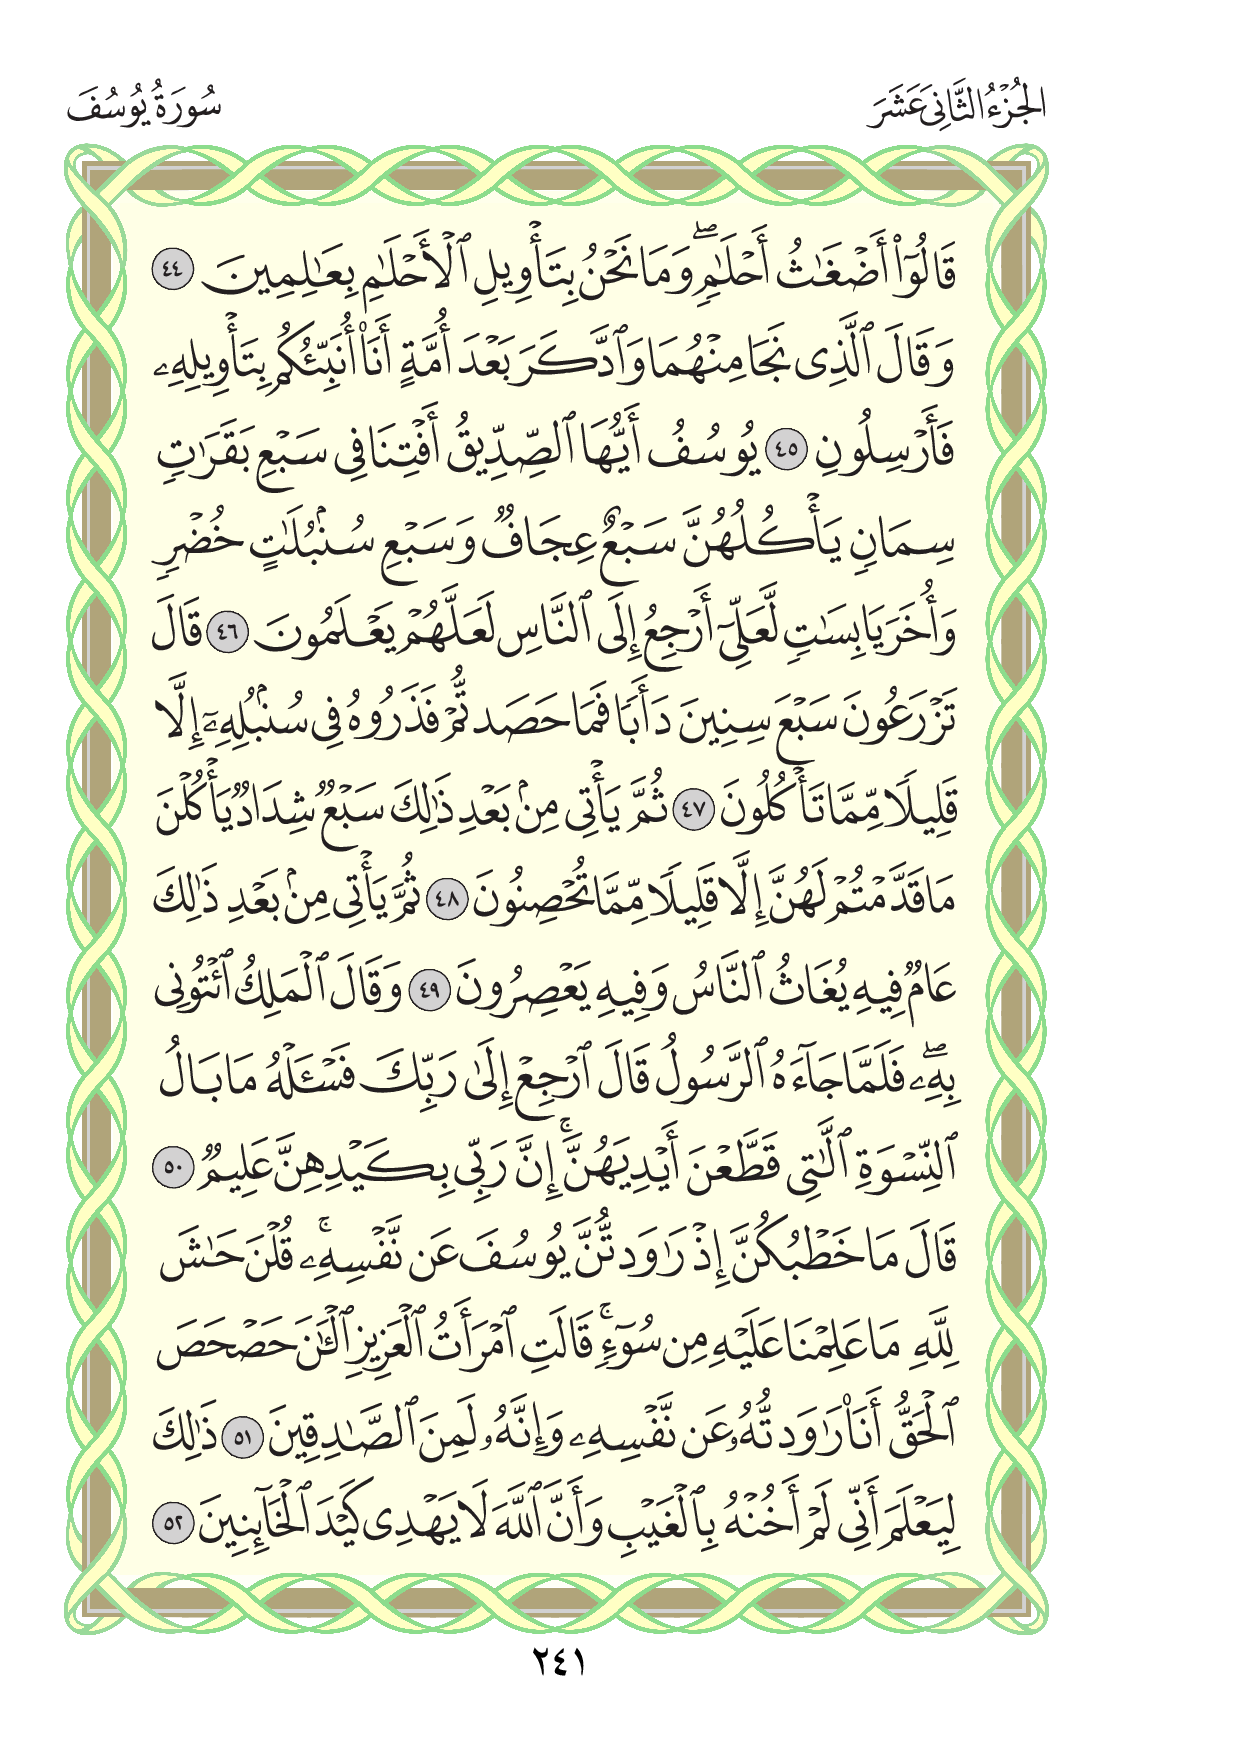 الجُزْءُ الثَّانِيَ عَشَرَ
سُورَةُ يُوسُفَ
قَالُوٓا۟ أَضْغَٰثُ أَحْلَٰمٍۢ ۖ وَمَا نَحْنُ بِتَأْوِيلِ ٱلْأَحْلَٰمِ بِعَٰلِمِينَ ٤٤
وَقَالَ ٱلَّذِى نَجَا مِنْهُمَا وَٱدَّكَرَ بَعْدَ أُمَّةٍ أَنَا۠ أُنَبِّئُكُم بِتَأْوِيلِهِۦ
فَأَرْسِلُونِ ٤٥ يُوسُفُ أَيُّهَا ٱلصِّدِّيقُ أَفْتِنَا فِى سَبْعِ بَقَرَٰتٍۢ
سِمَانٍۢ يَأْكُلُهُنَّ سَبْعٌ عِجَافٌۭ وَسَبْعِ سُنۢبُلَٰتٍ خُضْرٍۢ
وَأُخَرَ يَابِسَٰتٍۢ لَّعَلِّىٓ أَرْجِعُ إِلَى ٱلنَّاسِ لَعَلَّهُمْ يَعْلَمُونَ ٤٦ قَالَ
تَزْرَعُونَ سَبْعَ سِنِينَ دَأَبًۭا فَمَا حَصَدتُّمْ فَذَرُوهُ فِى سُنۢبُلِهِۦٓ إِلَّا
قَلِيلًۭا مِّمَّا تَأْكُلُونَ ٤٧ ثُمَّ يَأْتِى مِنۢ بَعْدِ ذَٰلِكَ سَبْعٌۭ شِدَادٌۭ يَأْكُلْنَ
مَا قَدَّمْتُمْ لَهُنَّ إِلَّا قَلِيلًۭا مِّمَّا تُحْصِنُونَ ٤٨ ثُمَّ يَأْتِى مِنۢ بَعْدِ ذَٰلِكَ
عَامٌۭ فِيهِ يُغَاثُ ٱلنَّاسُ وَفِيهِ يَعْصِرُونَ ٤٩ وَقَالَ ٱلْمَلِكُ ٱئْتُونِى
بِهِۦ ۖ فَلَمَّا جَآءَهُ ٱلرَّسُولُ قَالَ ٱرْجِعْ إِلَىٰ رَبِّكَ فَسْـَٔلْهُ مَا بَالُ
ٱلنِّسْوَةِ ٱلَّٰتِى قَطَّعْنَ أَيْدِيَهُنَّ ۚ إِنَّ رَبِّى بِكَيْدِهِنَّ عَلِيمٌۭ ٥٠
قَالَ مَا خَطْبُكُنَّ إِذْ رَٰوَدتُّنَّ يُوسُفَ عَن نَّفْسِهِۦ ۚ قُلْنَ حَٰشَ
لِلَّهِ مَا عَلِمْنَا عَلَيْهِ مِن سُوٓءٍۢ ۚ قَالَتِ ٱمْرَأَتُ ٱلْعَزِيزِ ٱلْـَٰٔنَ حَصْحَصَ
ٱلْحَقُّ أَنَا۠ رَٰوَدتُّهُۥ عَن نَّفْسِهِۦ وَإِنَّهُۥ لَمِنَ ٱلصَّٰدِقِينَ ٥١ ذَٰلِكَ
لِيَعْلَمَ أَنِّى لَمْ أَخُنْهُ بِٱلْغَيْبِ وَأَنَّ ٱللَّهَ لَا يَهْدِى كَيْدَ ٱلْخَآئِنِينَ ٥٢
٢٤١